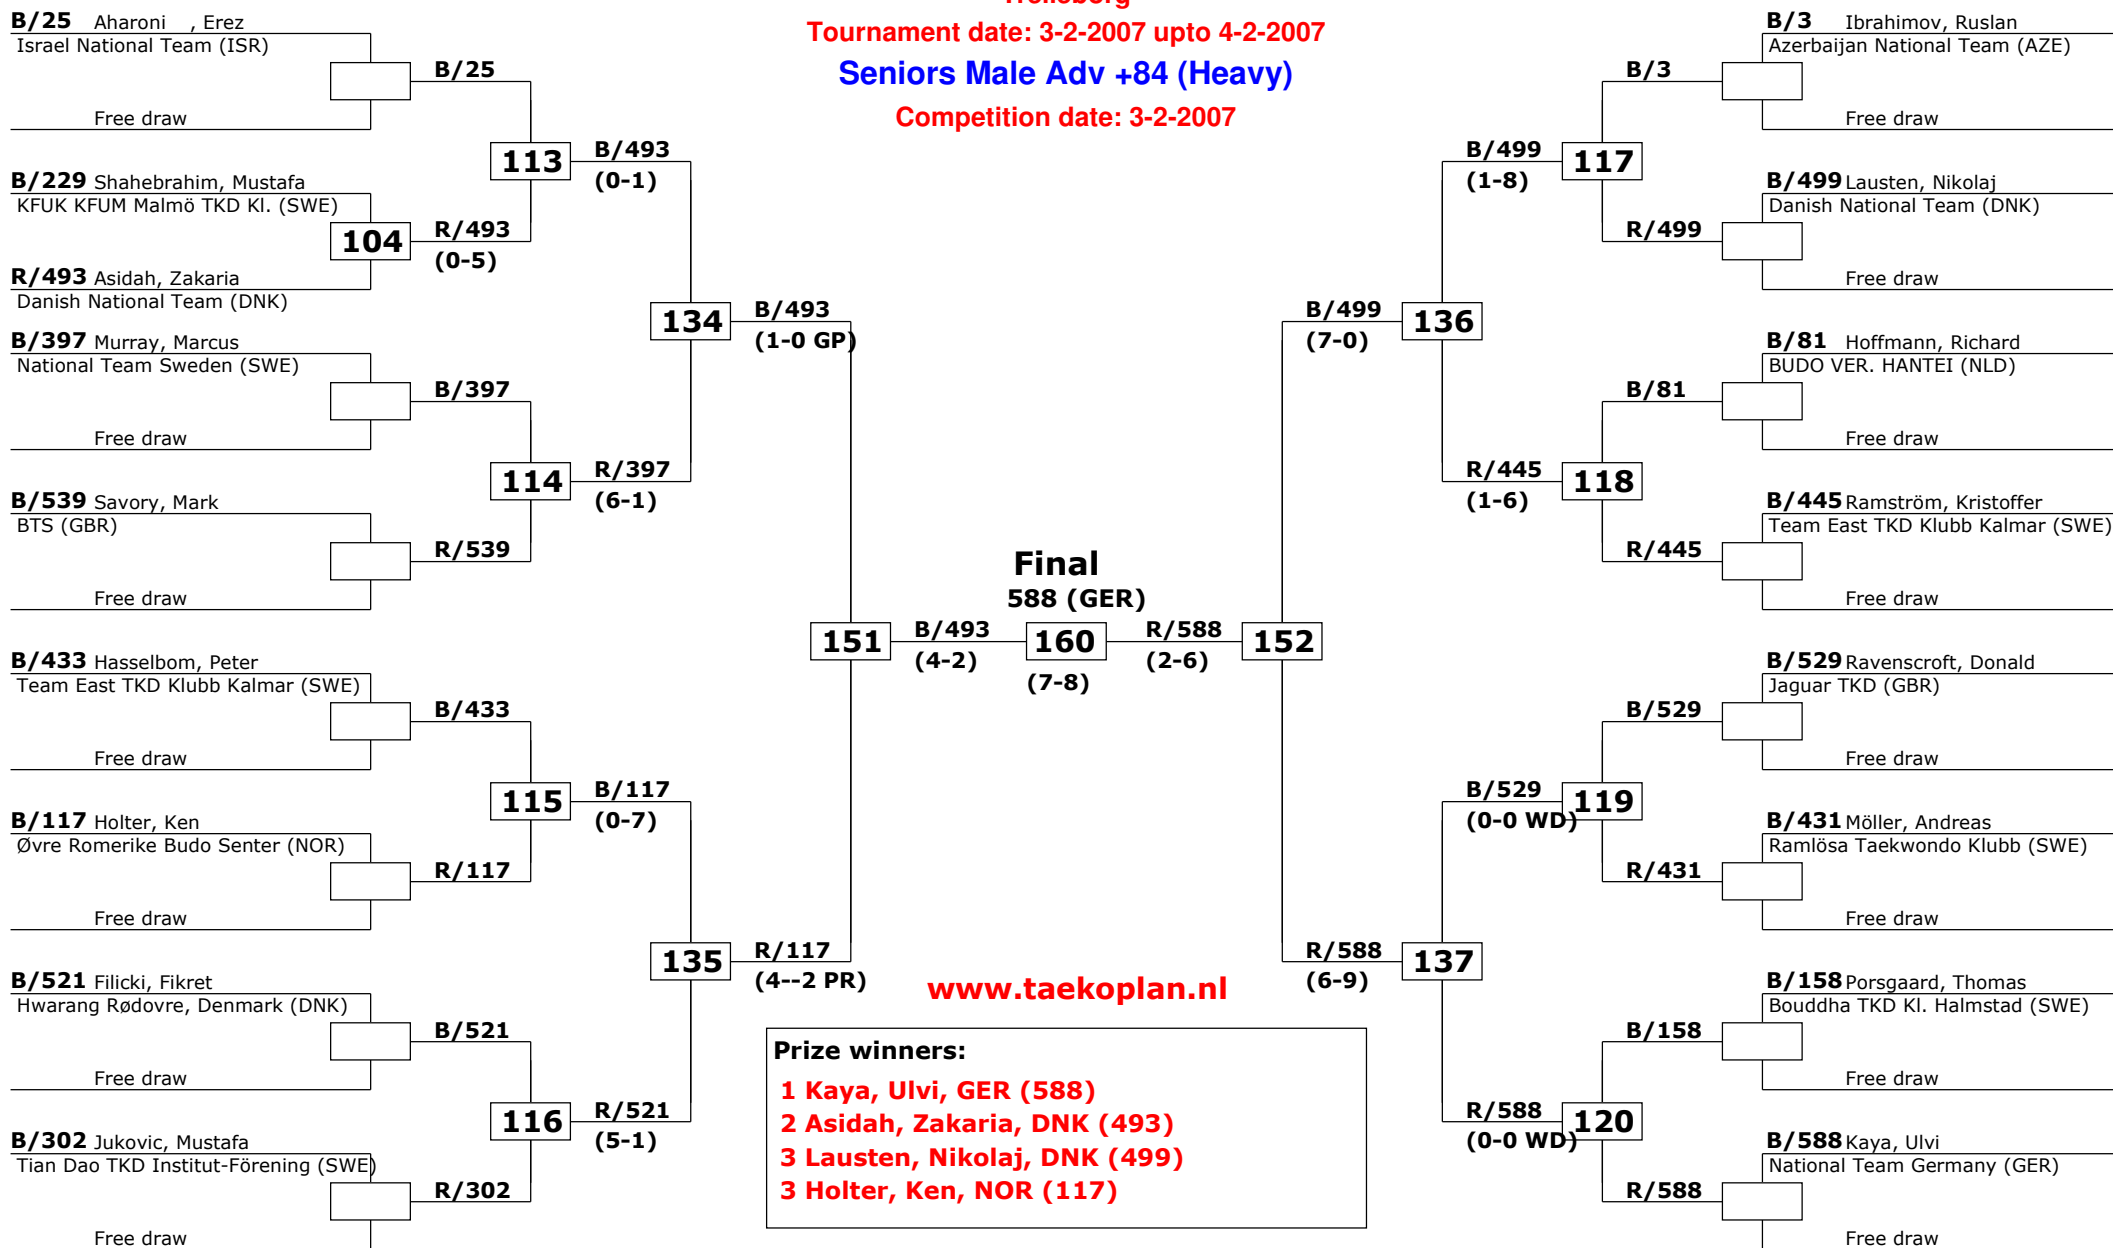 Trelleborg
Tournament date: 3-2-2007 upto 4-2-2007
Seniors Male Adv +84 (Heavy)
Competition date: 3-2-2007
B/25 Aharoni , Erez
Israel National Team (ISR)
B/25
Free draw
113
B/493
(0-1)
B/229 Shahebrahim, Mustafa
KFUK KFUM Malmö TKD Kl. (SWE)
104
R/493
(0-5)
R/493 Asidah, Zakaria
Danish National Team (DNK)
134
B/493
(1-0 GP)
B/397 Murray, Marcus
National Team Sweden (SWE)
B/397
Free draw
114
R/397
(6-1)
B/539 Savory, Mark
BTS (GBR)
R/539
Free draw
151
B/493
(4-2)
B/433 Hasselbom, Peter
Team East TKD Klubb Kalmar (SWE)
B/433
Free draw
115
B/117
(0-7)
B/117 Holter, Ken
Øvre Romerike Budo Senter (NOR)
R/117
Free draw
135
R/117
(4--2 PR)
B/521 Filicki, Fikret
Hwarang Rødovre, Denmark (DNK)
B/521
Free draw
116
R/521
(5-1)
B/302 Jukovic, Mustafa
Tian Dao TKD Institut-Förening (SWE)
R/302
Free draw
Final
588 (GER)
160
(7-8)
R/588
(2-6)
152
B/3 Ibrahimov, Ruslan
Azerbaijan National Team (AZE)
B/3
Free draw
B/499
(1-8)
117
B/499 Lausten, Nikolaj
Danish National Team (DNK)
R/499
Free draw
B/499
(7-0)
136
B/81 Hoffmann, Richard
BUDO VER. HANTEI (NLD)
B/81
Free draw
R/445
(1-6)
118
B/445 Ramström, Kristoffer
Team East TKD Klubb Kalmar (SWE)
R/445
Free draw
B/529 Ravenscroft, Donald
Jaguar TKD (GBR)
B/529
Free draw
B/529
(0-0 WD)
119
B/431 Möller, Andreas
Ramlösa Taekwondo Klubb (SWE)
R/431
Free draw
R/588
(6-9)
137
B/158 Porsgaard, Thomas
Bouddha TKD Kl. Halmstad (SWE)
B/158
Free draw
R/588
(0-0 WD)
120
B/588 Kaya, Ulvi
National Team Germany (GER)
R/588
Free draw
www.taekoplan.nl
Prize winners:
1 Kaya, Ulvi, GER (588)
2 Asidah, Zakaria, DNK (493)
3 Lausten, Nikolaj, DNK (499)
3 Holter, Ken, NOR (117)